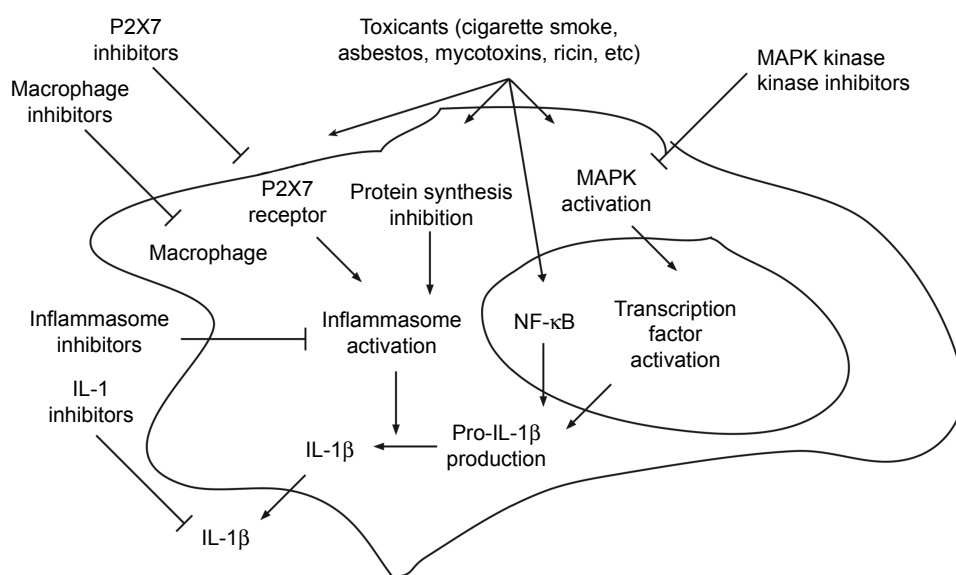 P2X7
inhibitors
Toxicants (cigarette smoke,
asbestos, mycotoxins, ricin, etc)
MAPK kinase
kinase inhibitors
Macrophage
inhibitors
P2X7
receptor
Protein synthesis
inhibition
MAPK
activation
Macrophage
Inflammasome
inhibitors
Inflammasome
activation
NF-κB
Transcription
factor
activation
IL-1
inhibitors
IL-1β
Pro-IL-1β
production
IL-1β